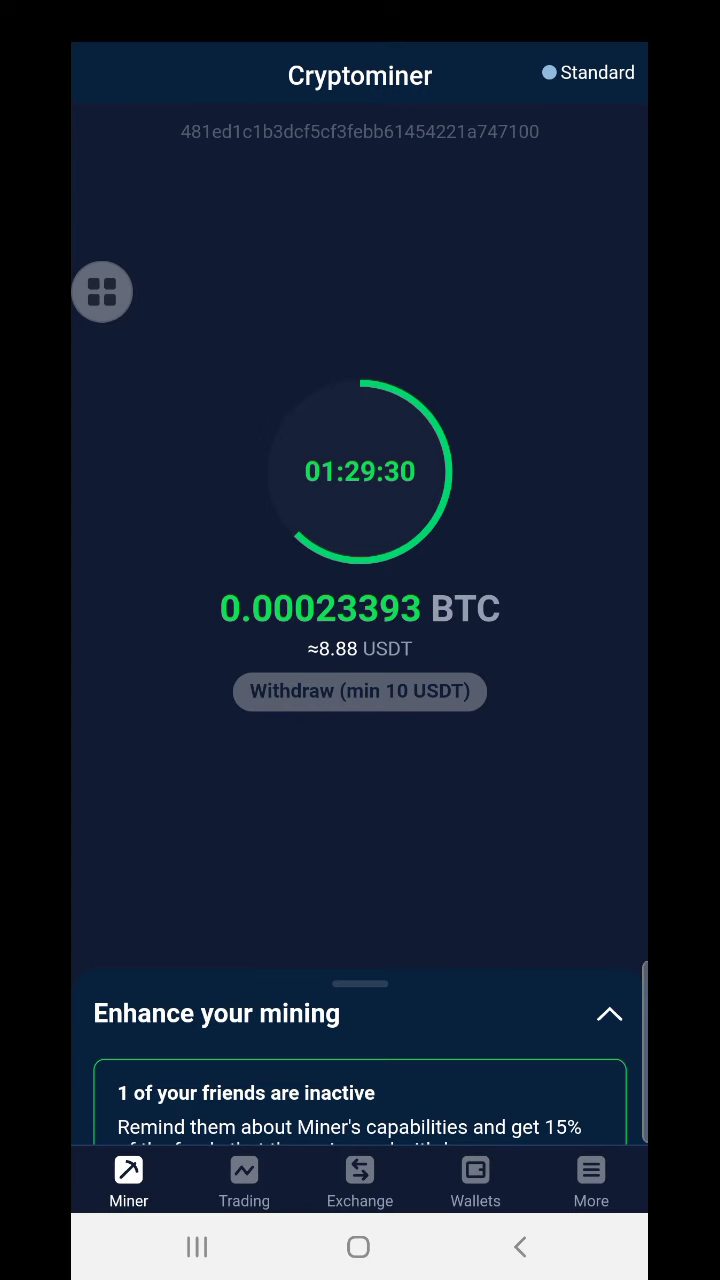 Cryptominer
Standard
481ed1c1b3dcf5cf3febb61454221a747100
01:29:30
0.00023393 BTC
≈8.88 USDT
Withdraw (min 10 USDT)
Enhance your mining
1 of your friends are inactive
Remind them about Miner's capabilities and get 15%
Miner
Trading
Exchange
Wallets
More